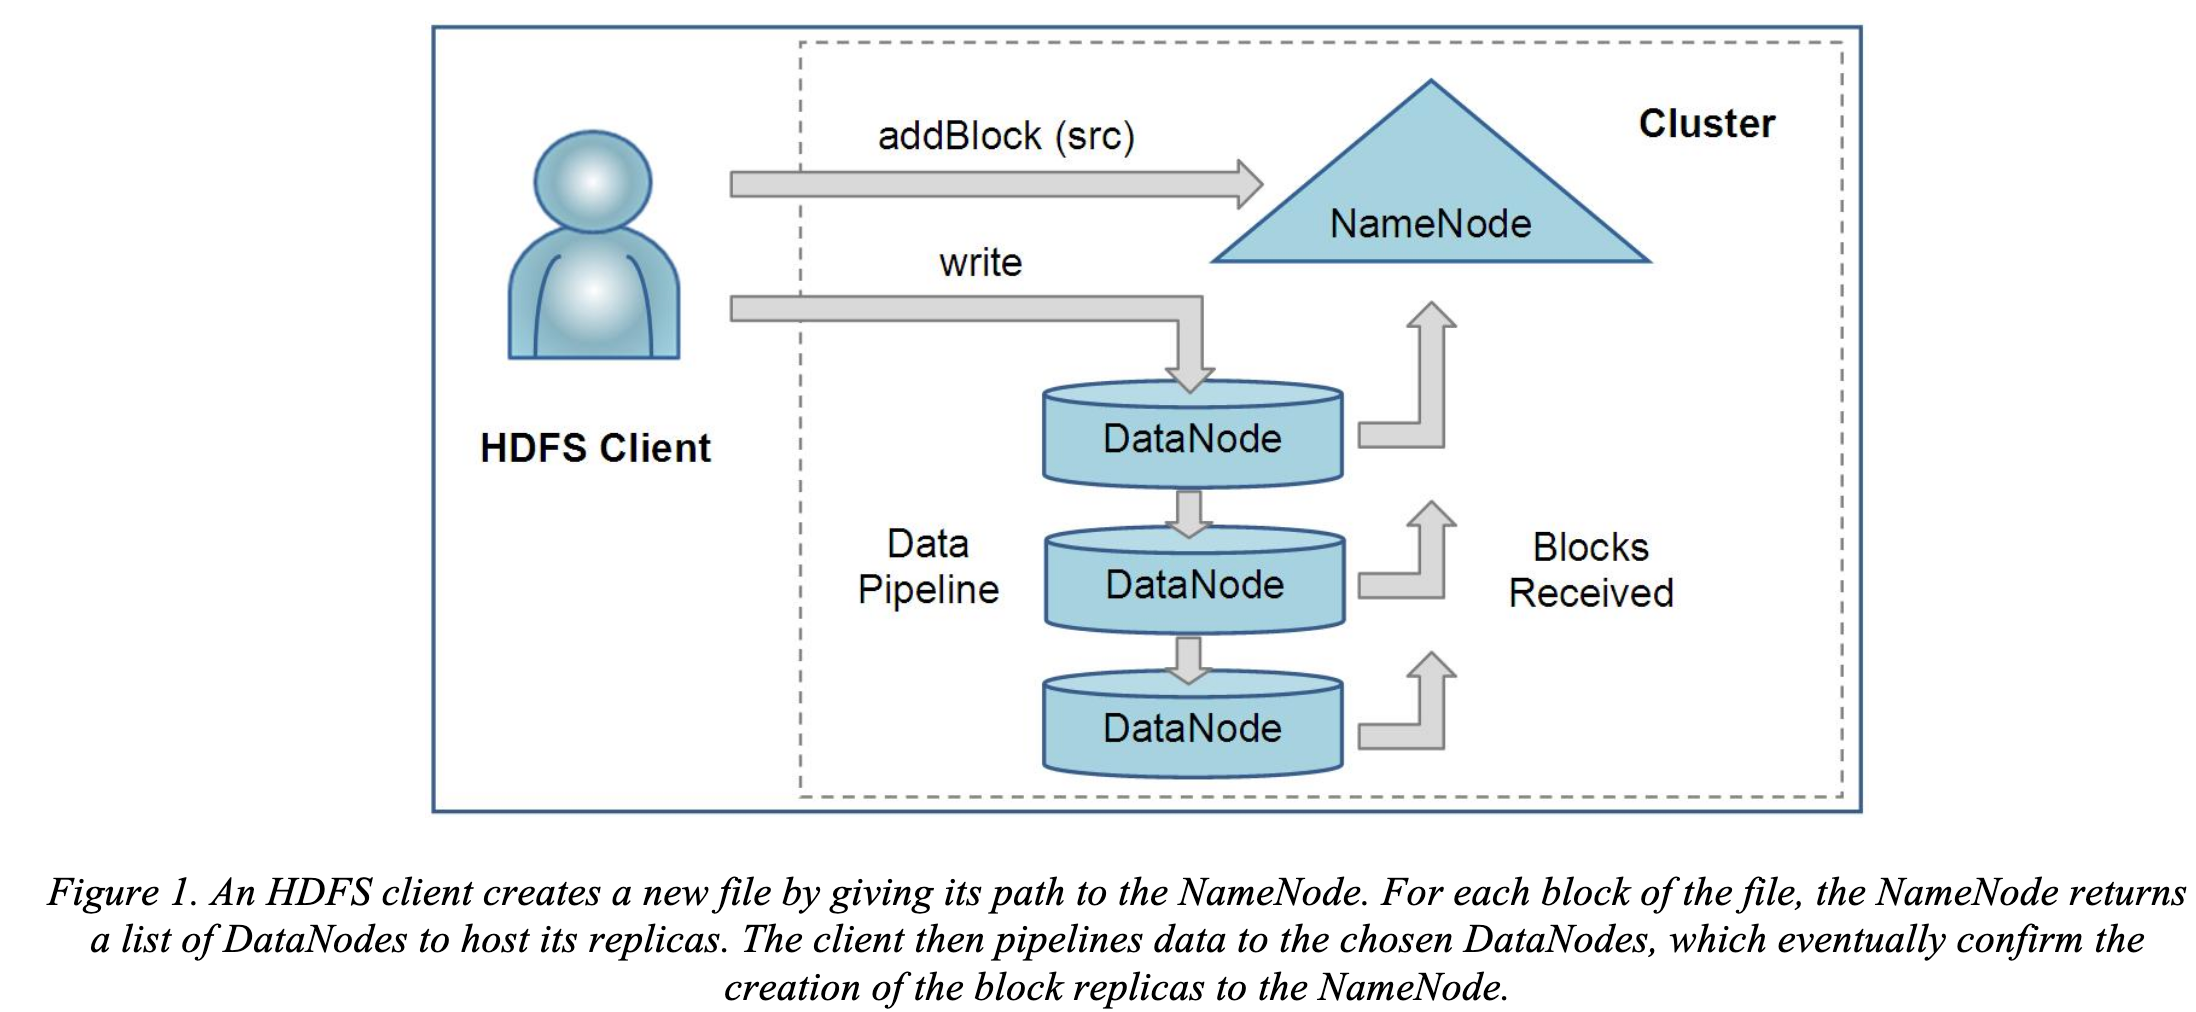 addBlock (src)
Cluster
NameNode
write
HDFS Client
DataNode
Data
Pipeline
DataNode
Blocks
Received
DataNode
Figure 1. An HDFS client creates a new file by giving its path to the NameNode. For each block of the file, the NameNode returns
a list of DataNodes to host its replicas. The client then pipelines data to the chosen DataNodes, which eventually confirm the
creation of the block replicas to the NameNode.